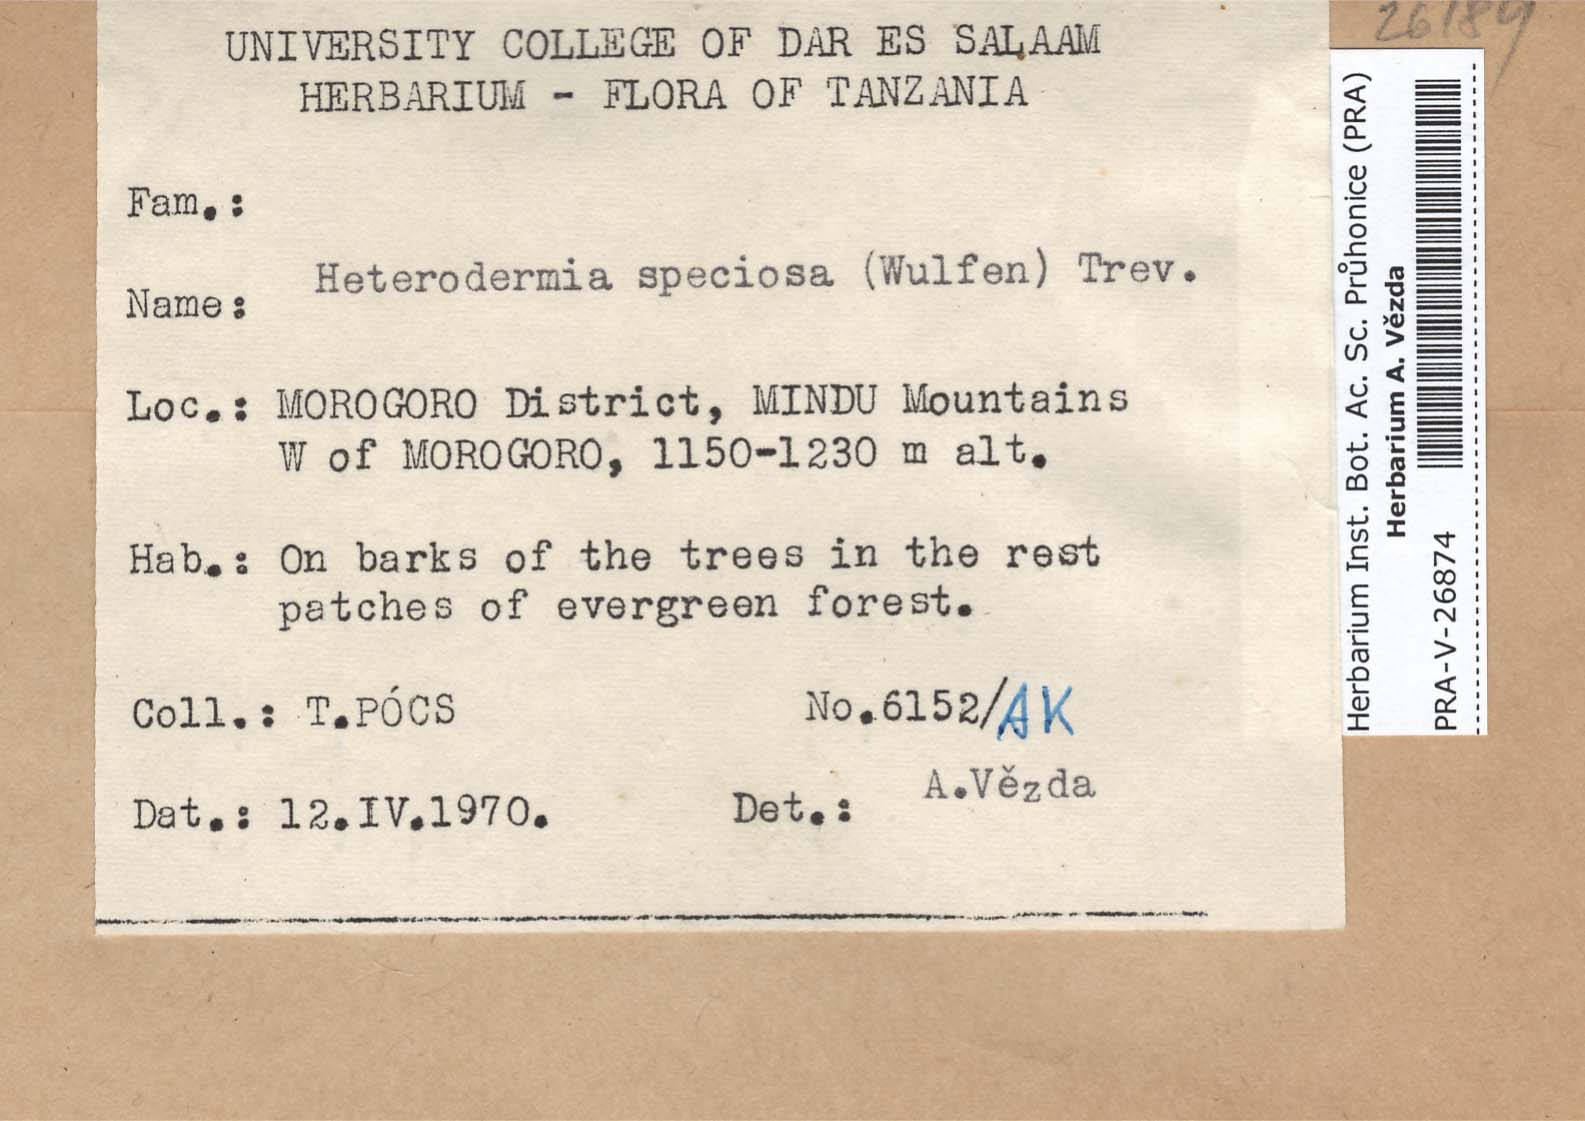 UNIVERSITY COLLEGE OF DAR ES SALAAM
HERBARIUM - FLORA OF TANZANIA
Fam.:
Name: Heterodermia speciosa (Wulfen) Trev.
Loc.: MOROGORO District, MINDU Mountains
W of MOROGORO, 1150-1230 m alt.
Hab.: On barks of the trees in the rest
patches of evergreen forest.
Coll.: T.PÓCS No.6152/AK
Dat.: 12.IV.1970. Det.: A.Vězda
26189
Herbarium Inst. Bot. Ac. Sc. Průhonice (PRA)
Herbarium A. Vězda
PRA-V-26874